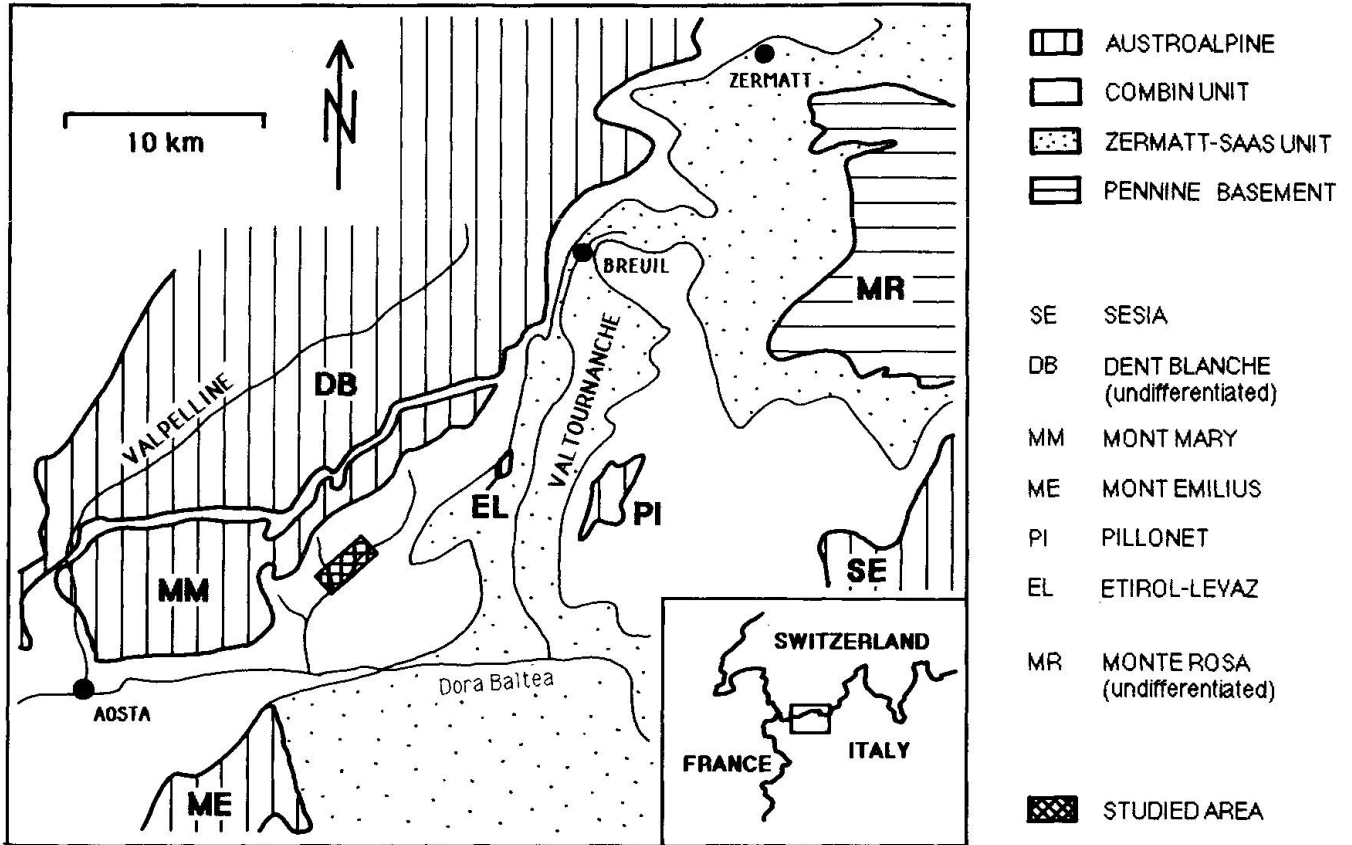 ZERMATT
10 km
N
BREUIL
MR
VALTOURNANCHE
DB
VALPELLINE
EL
PI
MM
SE
Dora Baltea
AOSTA
ME
SWITZERLAND
FRANCE
ITALY
AUSTROALPINE
COMBIN UNIT
ZERMATT-SAAS UNIT
PENNINE BASEMENT
SE SESIA
DB DENT BLANCHE
(undifferentiated)
MM MONT MARY
ME MONT EMILIUS
PI PILLONET
EL ETIROL-LEVAZ
MR MONTE ROSA
(undifferentiated)
STUDIED AREA